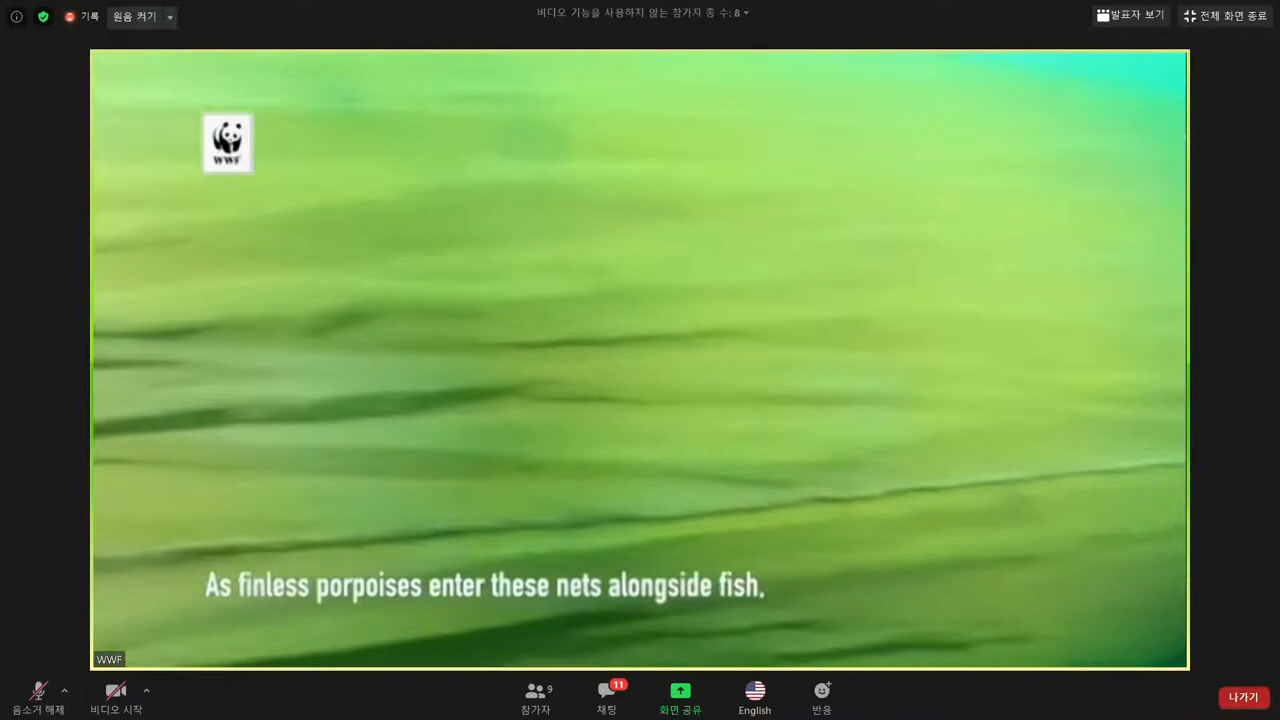 기록
원음 켜기
비디오 기능을 사용하지 않는 참가자 총 수: 8
발표자 보기
전체 화면 종료
WWF
As finless porpoises enter these nets alongside fish,
WWF
음소거 해제
비디오 시작
9
참가자
11
채팅
화면 공유
English
반응
나가기